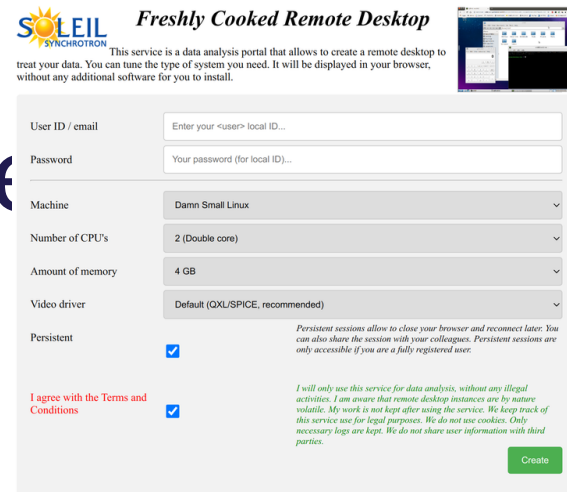 SOLEIL
SYNCHROTRON
Freshly Cooked Remote Desktop
This service is a data analysis portal that allows to create a remote desktop to
treat your data. You can tune the type of system you need. It will be displayed in your browser,
without any additional software for you to install.
User ID / email
Enter your <user> local ID...
Password
Your password (for local ID)...
Machine
Damn Small Linux
Number of CPU's
2 (Double core)
Amount of memory
4 GB
Video driver
Default (QXL/SPICE, recommended)
Persistent
Persistent sessions allow to close your browser and reconnect later. You
can also share the session with your colleagues. Persistent sessions are
only accessible if you are a fully registered user.
I agree with the Terms and
Conditions
I will only use this service for data analysis, without any illegal
activities. I am aware that remote desktop instances are by nature
volatile. My work is not kept after using the service. We keep track of
this service use for legal purposes. We do not use cookies. Only
necessary logs are kept. We do not share user information with third
parties.
Create